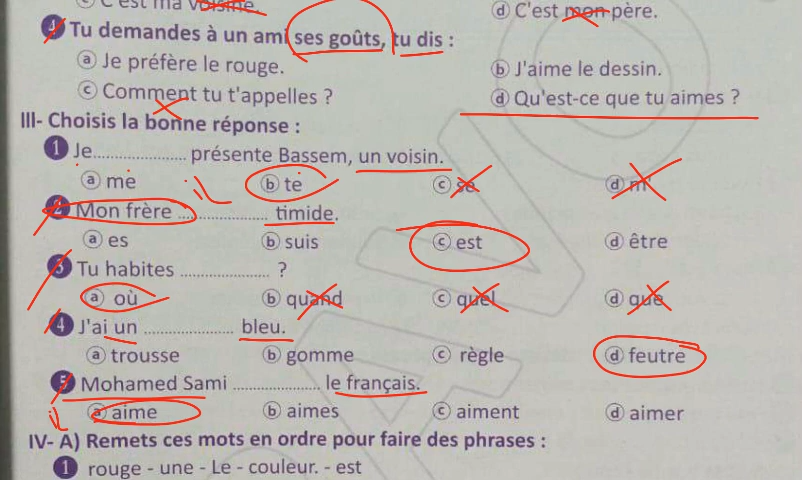 ⓒ C'est ma voisine.
ⓓ C'est mon père.
4 Tu demandes à un ami ses goûts, tu dis :
ⓐ Je préfère le rouge.
ⓑ J'aime le dessin.
ⓒ Comment tu t'appelles ?
ⓓ Qu'est-ce que tu aimes ?
III- Choisis la bonne réponse :
1 Je..................... présente Bassem, un voisin.
ⓐ me ⓑ te ⓒ se ⓓ m'
2 Mon frère ..................... timide.
ⓐ es ⓑ suis ⓒ est ⓓ être
3 Tu habites ..................... ?
ⓐ où ⓑ quand ⓒ quel ⓓ que
4 J'ai un ..................... bleu.
ⓐ trousse ⓑ gomme ⓒ règle ⓓ feutre
5 Mohamed Sami ..................... le français.
ⓐ aime ⓑ aimes ⓒ aiment ⓓ aimer
IV- A) Remets ces mots en ordre pour faire des phrases :
1 rouge - une - Le - couleur. - est